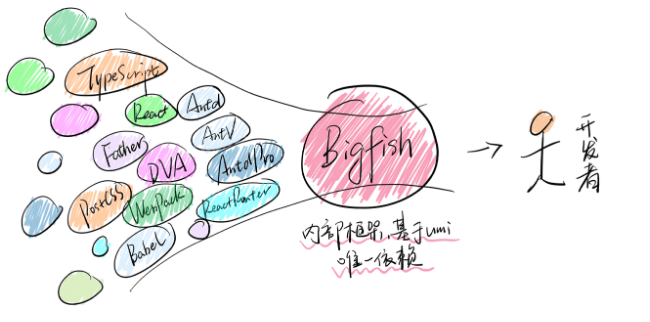 TypeScript
React
Antd
Father
AntV
DVA
AntdPro
PostCSS
WebPack
ReactRouter
Babel
Bigfish
内部框架,基于umi
唯一依赖
开发者